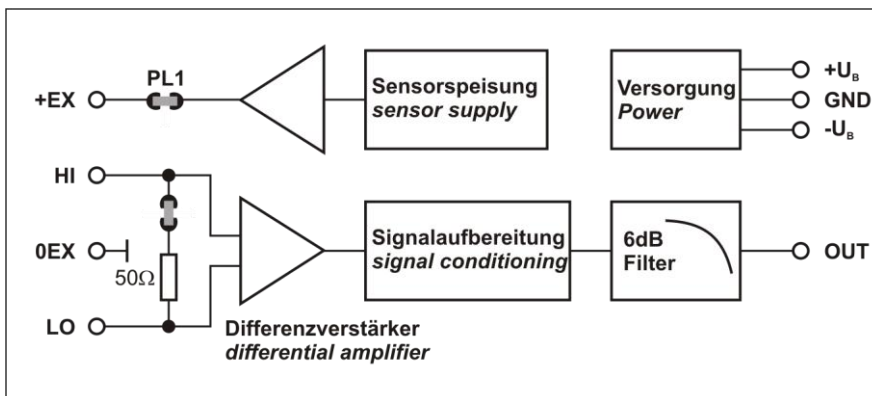 PL1
+EX
Sensorspeisung
sensor supply
Versorgung
Power
+UB
GND
-UB
HI
0EX
50Ω
LO
Differenzverstärker
differential amplifier
Signalaufbereitung
signal conditioning
6dB
Filter
OUT